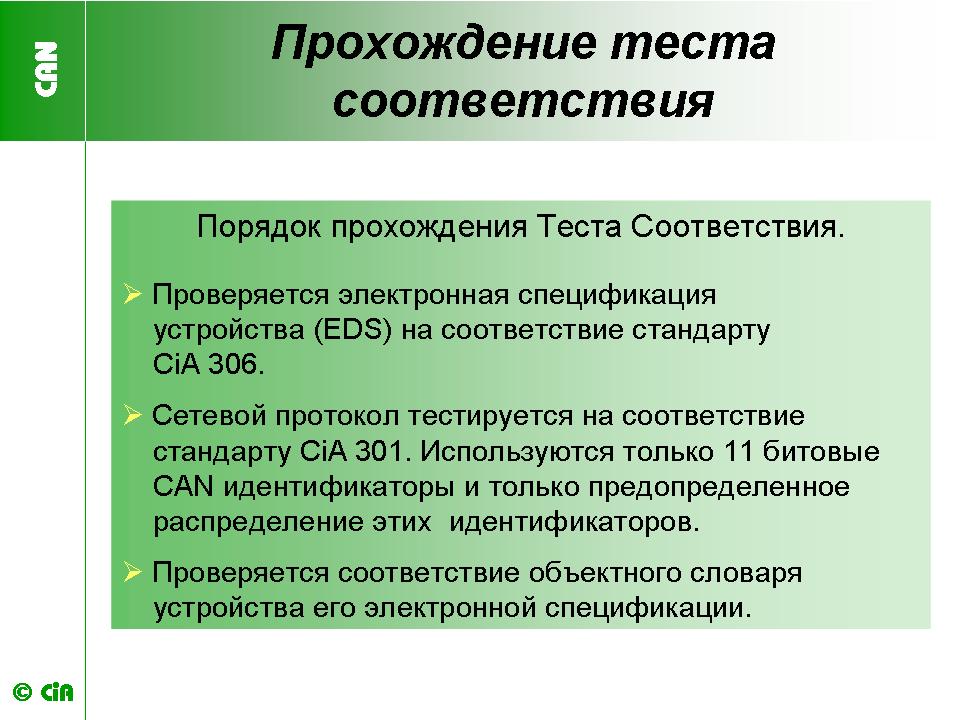 CAN
Прохождение теста
соответствия
Порядок прохождения Теста Соответствия.
Проверяется электронная спецификация
устройства (EDS) на соответствие стандарту
CiA 306.
Сетевой протокол тестируется на соответствие
стандарту CiA 301. Используются только 11 битовые
CAN идентификаторы и только предопределенное
распределение этих идентификаторов.
Проверяется соответствие объектного словаря
устройства его электронной спецификации.
© CiA